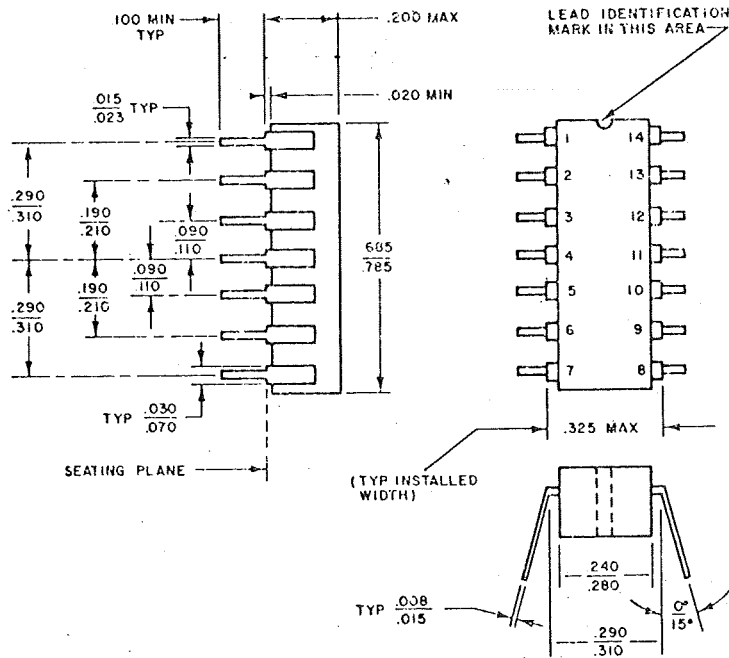 .100 MIN
TYP
.200 MAX
LEAD IDENTIFICATION
MARK IN THIS AREA
.020 MIN
.015
.023 TYP
1 14
2 13
3 12
4 11
5 10
6 9
7 8
.290
.310
.190
.210
.090
.110
.685
.785
.090
.110
.290
.310
.190
.210
TYP .030
.070
SEATING PLANE
.325 MAX
(TYP INSTALLED
WIDTH)
.240
.280
TYP .008
.015
0°
15°
.290
.310